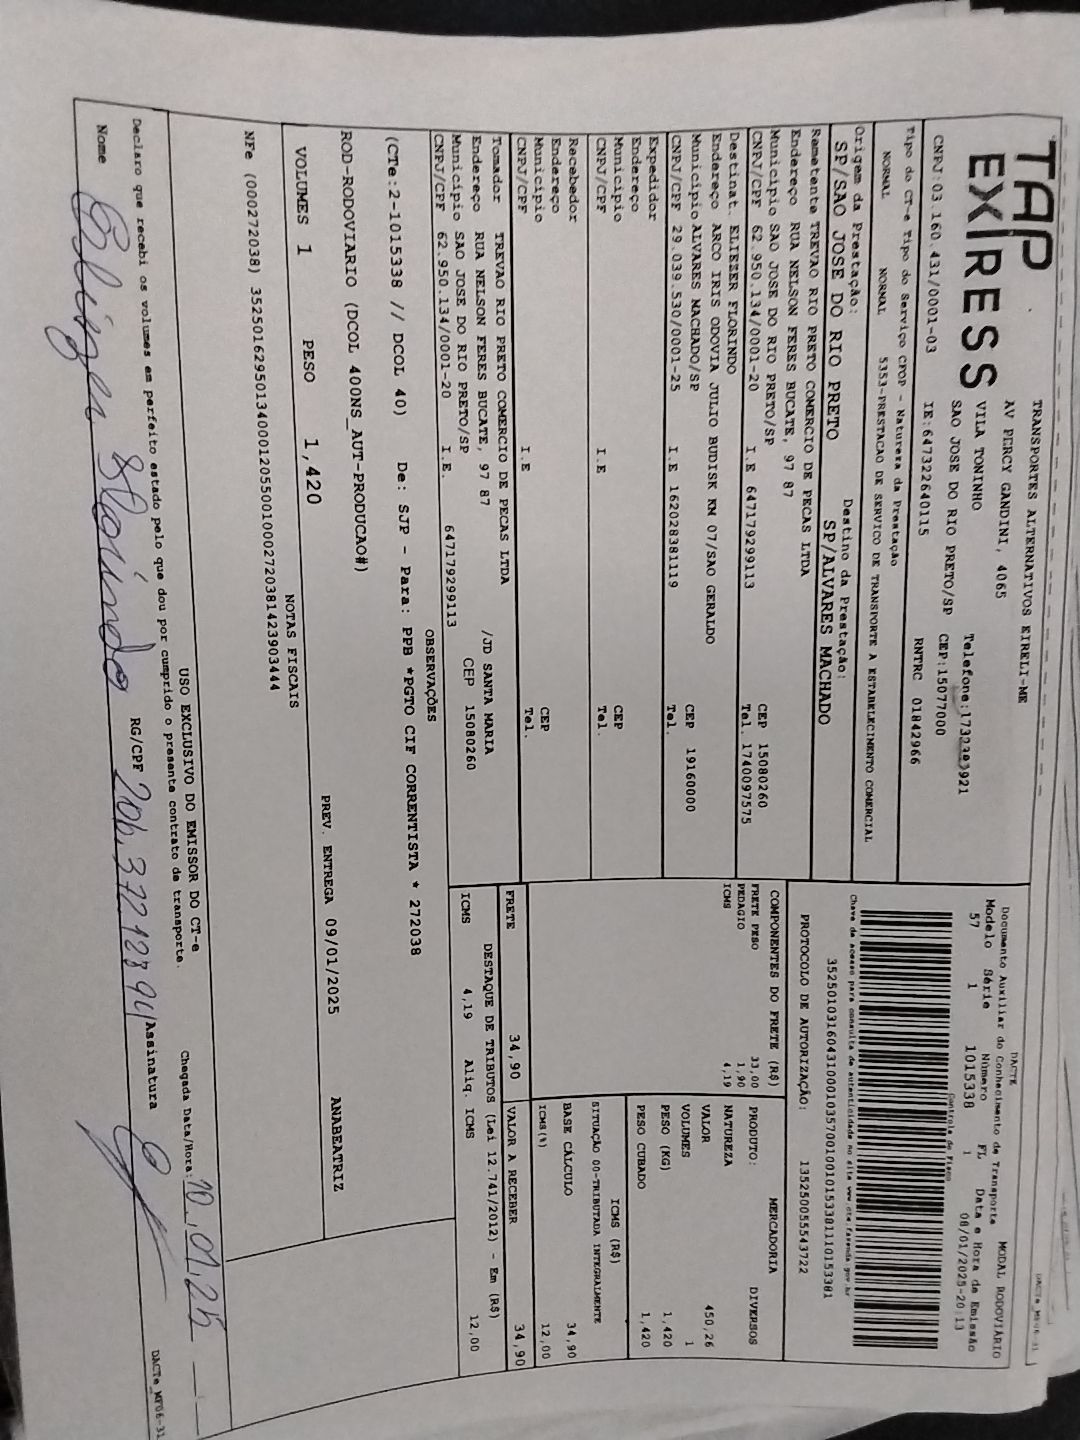 TAP
EXPRESS
TRANSPORTES ALTERNATIVOS EIRELI-ME
AV PERCY GANDINI, 4065
VILA TONINHO
SAO JOSE DO RIO PRETO/SP CEP:15077000
CNPJ:03.160.431/0001-03 IE:647322640115 RNTRC 01842966
Tipo do CT-e Tipo do Serviço CFOP - Natureza da Prestação
NORMAL NORMAL 5353-PRESTACAO DE SERVICO DE TRANSPORTE A ESTABELECIMENTO COMERCIAL
Origem da Prestação: Destino da Prestação:
SP/SAO JOSE DO RIO PRETO SP/ALVARES MACHADO
Remetente TREVAO RIO PRETO COMERCIO DE PECAS LTDA
Endereço RUA NELSON FERES BUCATE, 97 87
Município SAO JOSE DO RIO PRETO/SP CEP 15080260
CNPJ/CPF 62.950.134/0001-20 I.E 647179299113 Tel. 1740097575
Destinat. ELIEZER FLORINDO
Endereço ARCO IRIS ODOVIA JULIO BUDISK KM 07/SAO GERALDO
Município ALVARES MACHADO/SP CEP 19160000
CNPJ/CPF 29.039.530/0001-25 I.E 162028381119 Tel.
Expedidor
Endereço
Município CEP
CNPJ/CPF I.E Tel.
Recebedor
Endereço
Município CEP
CNPJ/CPF I.E Tel.
Tomador TREVAO RIO PRETO COMERCIO DE PECAS LTDA
Endereço RUA NELSON FERES BUCATE, 97 87 /JD SANTA MARIA
Município SAO JOSE DO RIO PRETO/SP CEP 15080260
CNPJ/CPF 62.950.134/0001-20 I.E. 647179299113
DACTE MODAL RODOVIÁRIO
Documento Auxiliar do Conhecimento de Transporte
Modelo Série Número FL Data e Hora da Emissão
57 1 1015338 1 08/01/2025-20:13
Controle do Fisco
Chave de acesso para consulta de autenticidade no site www.cte.fazenda.gov.br
35250103160431000103570010010153381110153381
PROTOCOLO DE AUTORIZAÇÃO: 135250055543722
COMPONENTES DO FRETE (R$)
FRETE PESO 33,00
PEDAGIO 1,90
ICMS 4,19
MERCADORIA
PRODUTO: DIVERSOS
NATUREZA
VALOR 450,26
VOLUMES 1
PESO (KG) 1,420
PESO CUBADO 1,420
ICMS (R$)
SITUAÇÃO 00-TRIBUTADA INTEGRALMENTE
BASE CÁLCULO 34,90
ICMS(%) 12,00
FRETE 34,90 VALOR A RECEBER 34,90
DESTAQUE DE TRIBUTOS (Lei 12.741/2012) - Em (R$)
ICMS 4,19 Aliq. ICMS 12,00
OBSERVAÇÕES
(CTe:2-1015338 // DCOL 40) De: SJP - Para: PPB *PGTO CIF CORRENTISTA * 272038
ROD-RODOVIARIO (DCOL 400NS_AUT-PRODUCAO#)
VOLUMES 1 PESO 1,420 PREV. ENTREGA 09/01/2025 ANABEATRIZ
NOTAS FISCAIS
NFe (000272038) 35250162950134000120550010002720381423903444
USO EXCLUSIVO DO EMISSOR DO CT-e
Declaro que recebi os volumes em perfeito estado pelo que dou por cumprido o presente contrato de transporte. Chegada Data/Hora: 10.01.25
Nome Eliezer Florindo RG/CPF Assinatura
DACTe_MF06-31